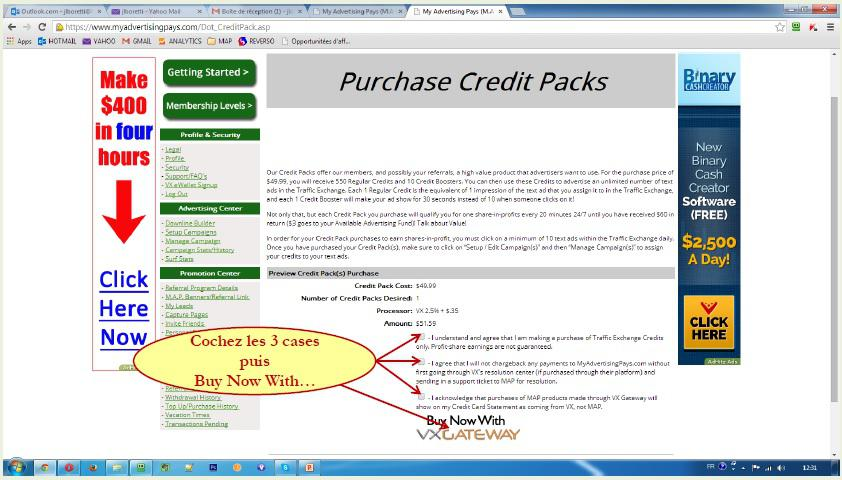 Outlook.com - jlboretti@
jlboretti - Yahoo Mail
Boîte de réception (1) - jl
My Advertising Pays (M.A
My Advertising Pays (M.A
https://www.myadvertisingpays.com/Dot_CreditPack.asp
Apps
HOTMAIL
YAHOO
GMAIL
ANALYTICS
MAP
REVERSO
Opportunitées d'aff...
Make
$400
in four
hours
Click
Here
Now
Getting Started >
Membership Levels >
Profile & Security
- Legal
- Profile
- Security
- Support/FAQ's
- VX eWallet Signup
- Log Out
Advertising Center
- Downline Builder
- Setup Campaigns
- Manage Campaign
- Campaign Stats/History
- Surf Stats
Promotion Center
- Referral Program Details
- M.A.P. Banners/Referral Link
- My Leads
- Capture Pages
- Invite Friends
- Withdrawal History
- Top Up/Purchase History
- Vacation Times
- Transactions Pending
Purchase Credit Packs
Our Credit Packs offer our members, and possibly your referrals, a high value product that advertisers want to use. For the purchase price of
$49.99, you will receive 550 Regular Credits and 10 Credit Boosters. You can then use these Credits to advertise an unlimited number of text
ads in the Traffic Exchange. Each 1 Regular Credit is the equivalent of 1 Impression of the text ad that you assign to it in the Traffic Exchange,
and each 1 Credit Booster will make your ad show for 30 seconds instead of 10 when someone clicks on it!
Not only that, but each Credit Pack you purchase will qualify you for one share-in-profits every 20 minutes 24/7 until you have received $60 in
return ($3 goes to your Available Advertising Fund)! Talk about Value!
In order for your Credit Pack purchases to earn shares-in-profit, you must click on a minimum of 10 text ads within the Traffic Exchange daily.
Once you have purchased your Credit Pack(s), make sure to click on "Setup / Edit Campaign(s)" and then "Manage Campaign(s)" to assign
your credits to your text ads.
Preview Credit Pack(s) Purchase
Credit Pack Cost: $49.99
Number of Credit Packs Desired: 1
Processor: VX 2.5% + $.35
Amount: $51.59
- I understand and agree that I am making a purchase of Traffic Exchange Credits
only. Profit-share earnings are not guaranteed.
- I agree that I will not chargeback any payments to MyAdvertisingPays.com without
first going through VX's resolution center (if purchased through their platform) and
sending in a support ticket to MAP for resolution.
- I acknowledge that purchases of MAP products made through VX Gateway will
show on my Credit Card Statement as coming from VX, not MAP.
Buy Now With
VXGATEWAY
Cochez les 3 cases
puis
Buy Now With…
Binary
CASHCREATOR
New
Binary
Cash
Creator
Software
(FREE)
$2,500
A Day!
CLICK
HERE
AdHitz Ads
FR
12:31